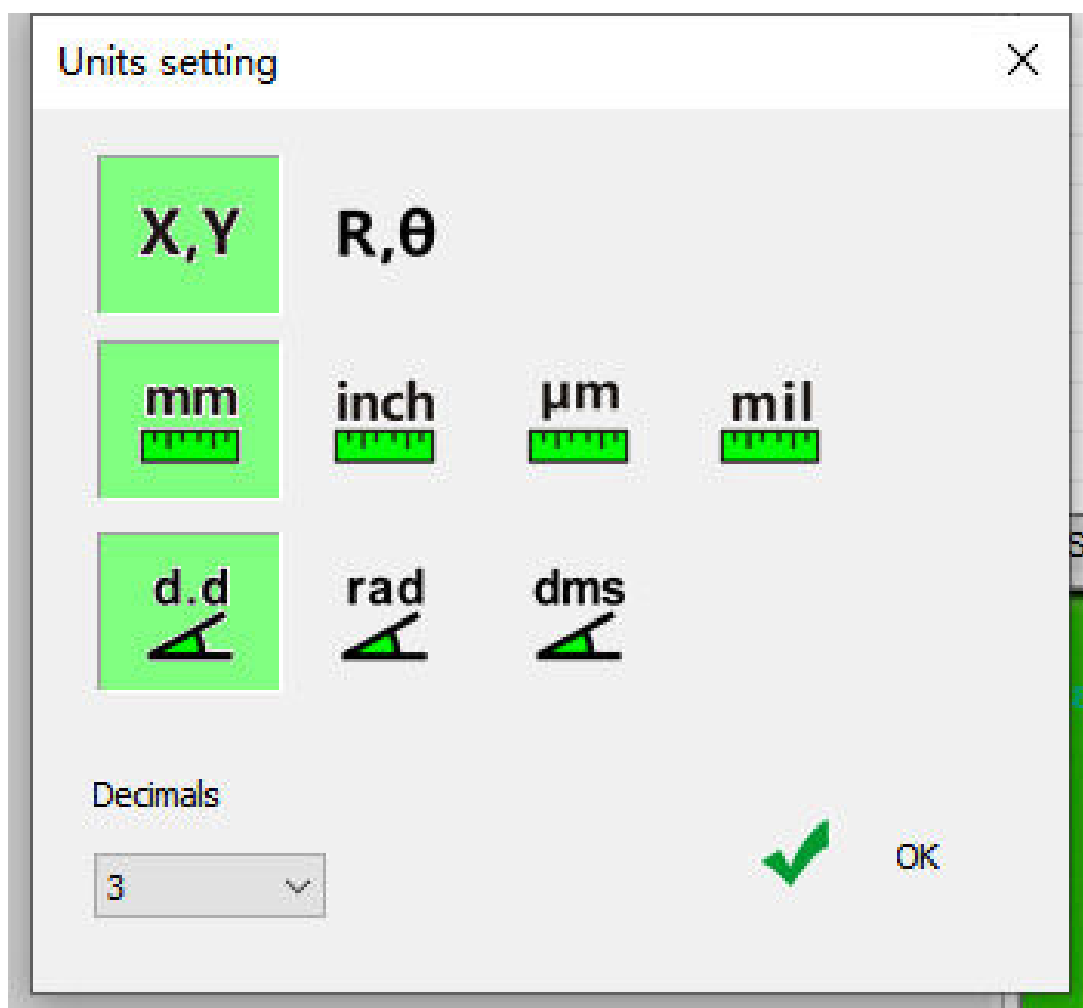 Units setting
X,Y R,θ
mm inch µm mil
d.d rad dms
Decimals
3
OK